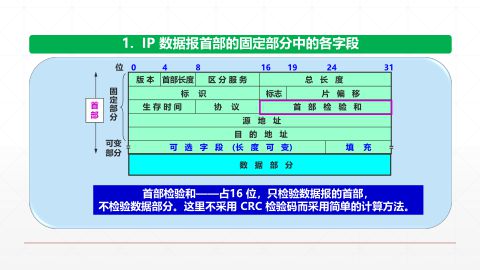 1. IP 数据报首部的固定部分中的各字段
位 0 4 8 16 19 24 31
版本 首部长度 区分服务 总长度
标识 标志 片偏移
生存时间 协议 首部检验和
源地址
目的地址
可选字段 (长度可变) 填充
数据部分
首部
固定部分
可变部分
首部检验和——占16 位，只检验数据报的首部，
不检验数据部分。这里不采用 CRC 检验码而采用简单的计算方法。